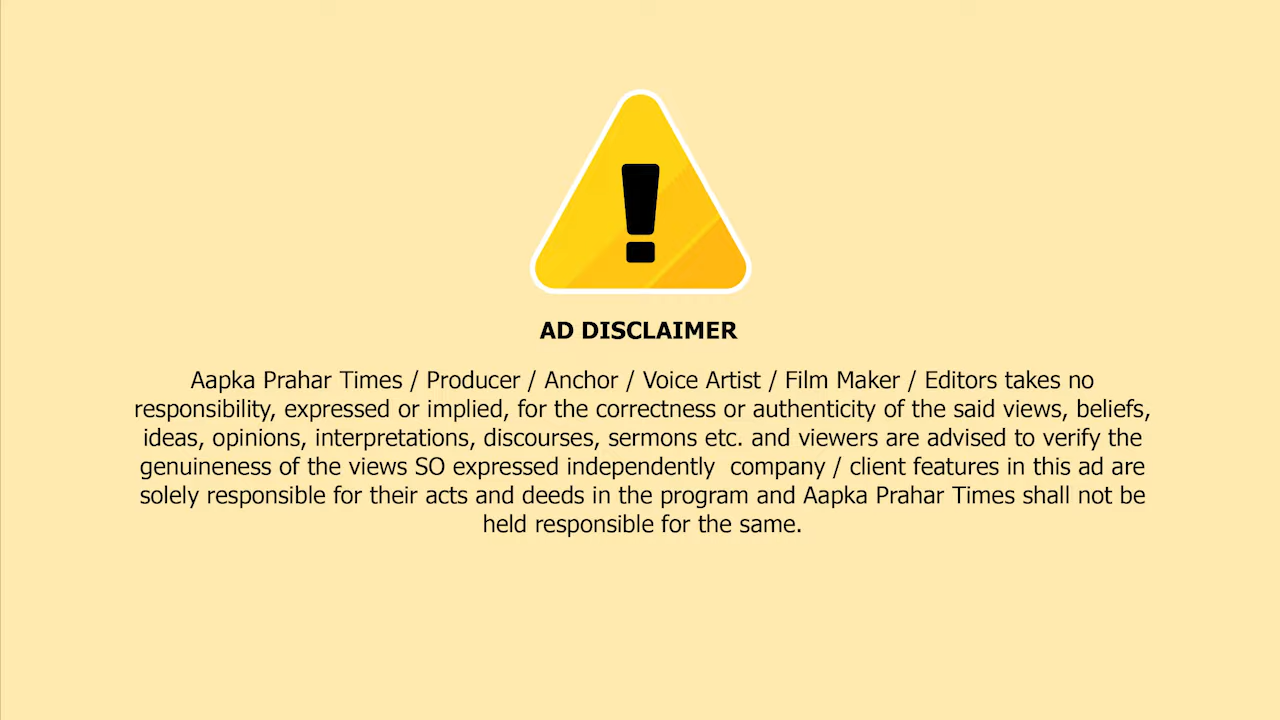 AD DISCLAIMER
Aapka Prahar Times / Producer / Anchor / Voice Artist / Film Maker / Editors takes no
responsibility, expressed or implied, for the correctness or authenticity of the said views, beliefs,
ideas, opinions, interpretations, discourses, sermons etc. and viewers are advised to verify the
genuineness of the views SO expressed independently  company / client features in this ad are
solely responsible for their acts and deeds in the program and Aapka Prahar Times shall not be
held responsible for the same.